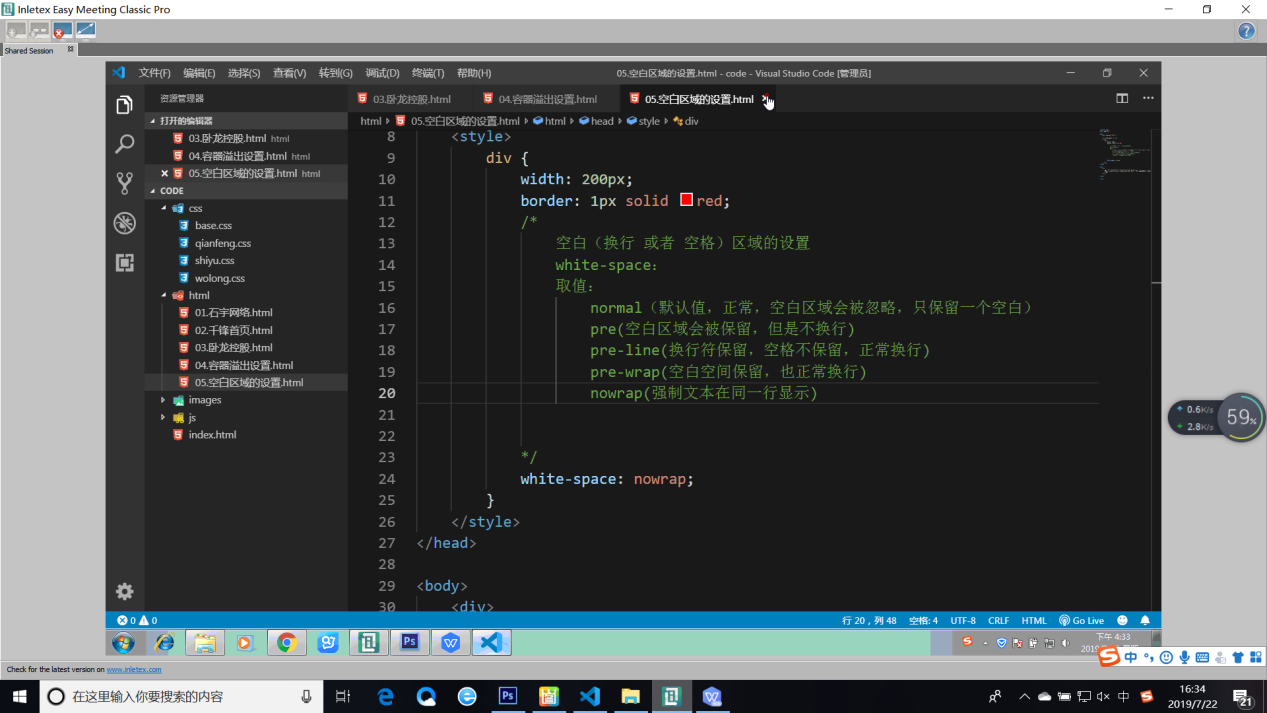 Inletex Easy Meeting Classic Pro
Shared Session
文件(F) 编辑(E) 选择(S) 查看(V) 转到(G) 调试(D) 终端(T) 帮助(H) 05.空白区域的设置.html - code - Visual Studio Code [管理员]
资源管理器
打开的编辑器
03.卧龙控股.html html
04.容器溢出设置.html html
05.空白区域的设置.html html
CODE
css
base.css
qianfeng.css
shiyu.css
wolong.css
html
01.石宇网络.html
02.千锋首页.html
03.卧龙控股.html
04.容器溢出设置.html
05.空白区域的设置.html
images
js
index.html
03.卧龙控股.html 04.容器溢出设置.html 05.空白区域的设置.html
html 05.空白区域的设置.html html head style div
8 <style>
9 div {
10 width: 200px;
11 border: 1px solid red;
12 /*
13 空白（换行 或者 空格）区域的设置
14 white-space：
15 取值：
16 normal（默认值，正常，空白区域会被忽略，只保留一个空白）
17 pre(空白区域会被保留，但是不换行)
18 pre-line(换行符保留，空格不保留，正常换行)
19 pre-wrap(空白空间保留，也正常换行)
20 nowrap(强制文本在同一行显示)
21
22
23 */
24 white-space: nowrap;
25 }
26 </style>
27 </head>
28
29 <body>
30 <div>
0.6K/s
2.8K/s
59%
0 0 行 20，列 48 空格: 4 UTF-8 CRLF HTML Go Live
下午 4:33
中
Check for the latest version on www.inletex.com
在这里输入你要搜索的内容
中
16:34
2019/7/22
21